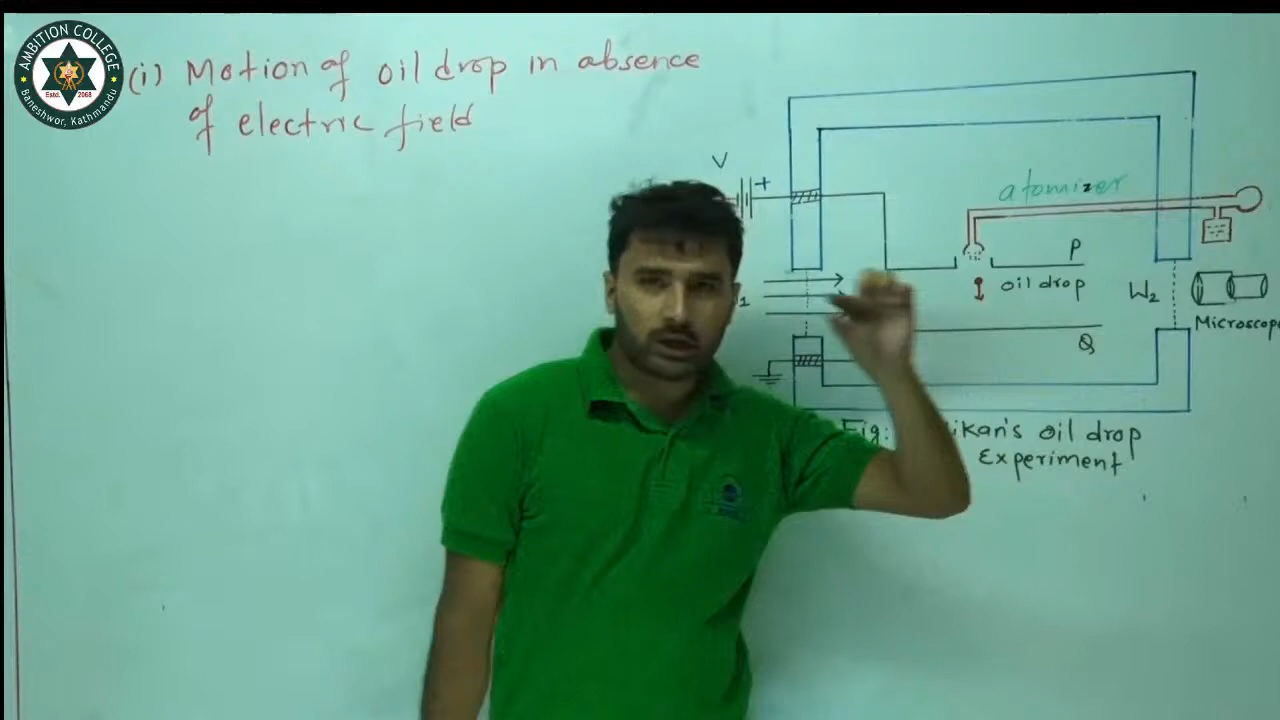 AMBITION COLLEGE
Estd. 2068
Baneshwor, Kathmandu
(i) Motion of oil drop in absence
of electric field
V
+
atomizer
P
oil drop
W2
1
Microscope
Q
Fig: ikan's oil drop
Experiment